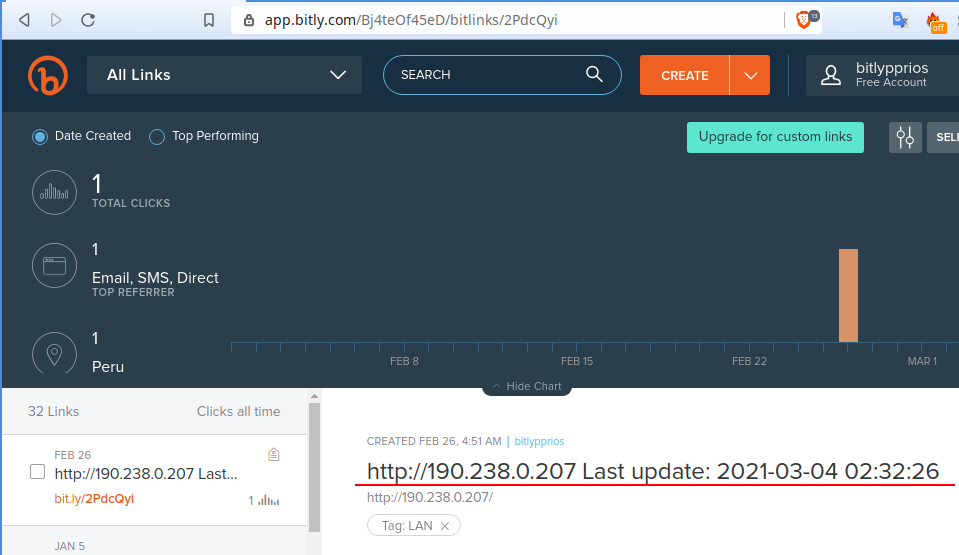 app.bitly.com/Bj4teOf45eD/bitlinks/2PdcQyi
13
off
All Links
SEARCH
CREATE
bitlypprios
Free Account
Date Created
Top Performing
Upgrade for custom links
SELE
1
TOTAL CLICKS
1
Email, SMS, Direct
TOP REFERRER
1
Peru
FEB 8
FEB 15
FEB 22
MAR 1
Hide Chart
32 Links
Clicks all time
FEB 26
http://190.238.0.207 Last...
bit.ly/2PdcQyi
1
JAN 5
CREATED FEB 26, 4:51 AM | bitlypprios
http://190.238.0.207 Last update: 2021-03-04 02:32:26
http://190.238.0.207/
Tag: LAN ×